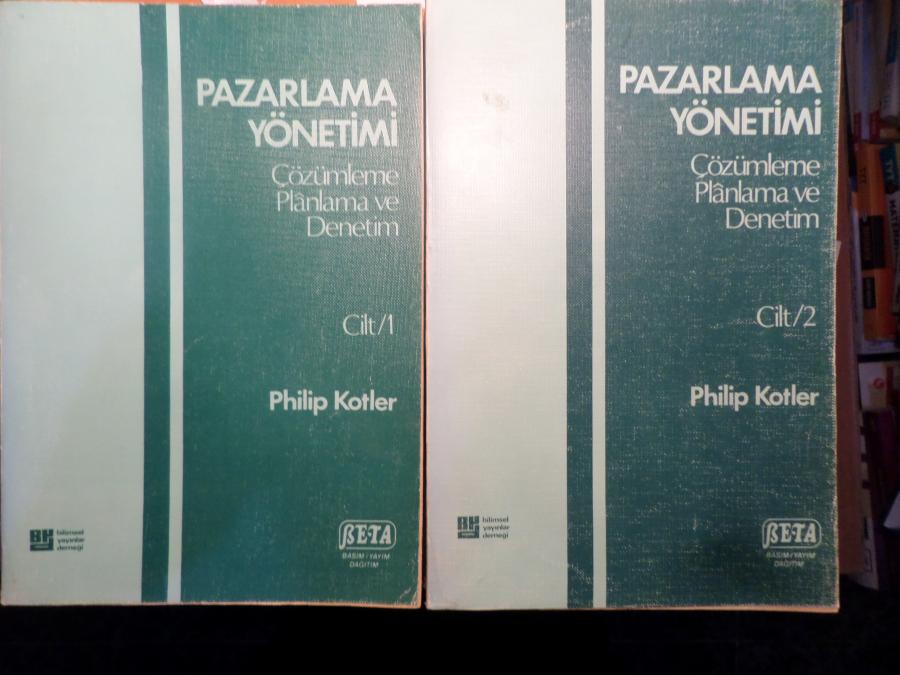 PAZARLAMA
YÖNETİMİ
Çözümleme
Plânlama ve
Denetim
Cilt/1
Philip Kotler
bilimsel
yayınlar
derneği
BETA
BASIM/YAYIM
DAĞITIM
PAZARLAMA
YÖNETİMİ
Çözümleme
Plânlama ve
Denetim
Cilt/2
Philip Kotler
bilimsel
yayınlar
derneği
BETA
BASIM/YAYIM
DAĞITIM
TYT